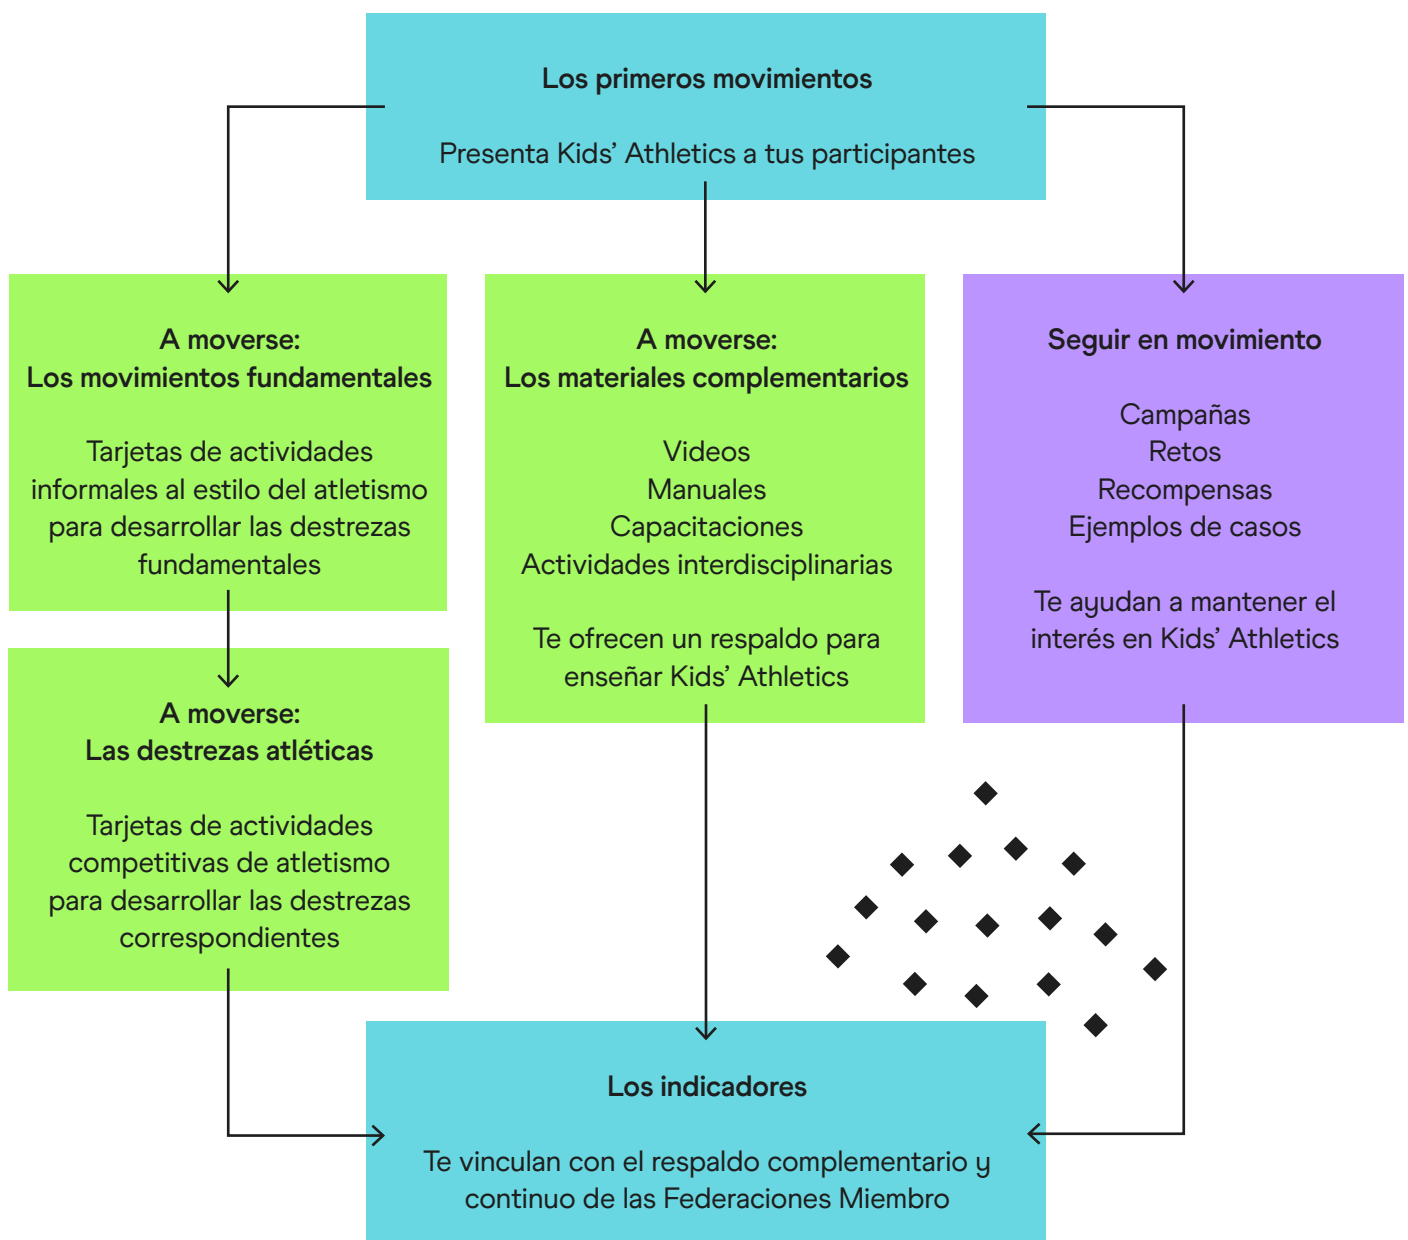 Los primeros movimientos
Presenta Kids’ Athletics a tus participantes
A moverse:
Los movimientos fundamentales
Tarjetas de actividades
informales al estilo del atletismo
para desarrollar las destrezas
fundamentales
A moverse:
Las destrezas atléticas
Tarjetas de actividades
competitivas de atletismo
para desarrollar las destrezas
correspondientes
A moverse:
Los materiales complementarios
Videos
Manuales
Capacitaciones
Actividades interdisciplinarias
Te ofrecen un respaldo para
enseñar Kids’ Athletics
Seguir en movimiento
Campañas
Retos
Recompensas
Ejemplos de casos
Te ayudan a mantener el
interés en Kids’ Athletics
Los indicadores
Te vinculan con el respaldo complementario y
continuo de las Federaciones Miembro